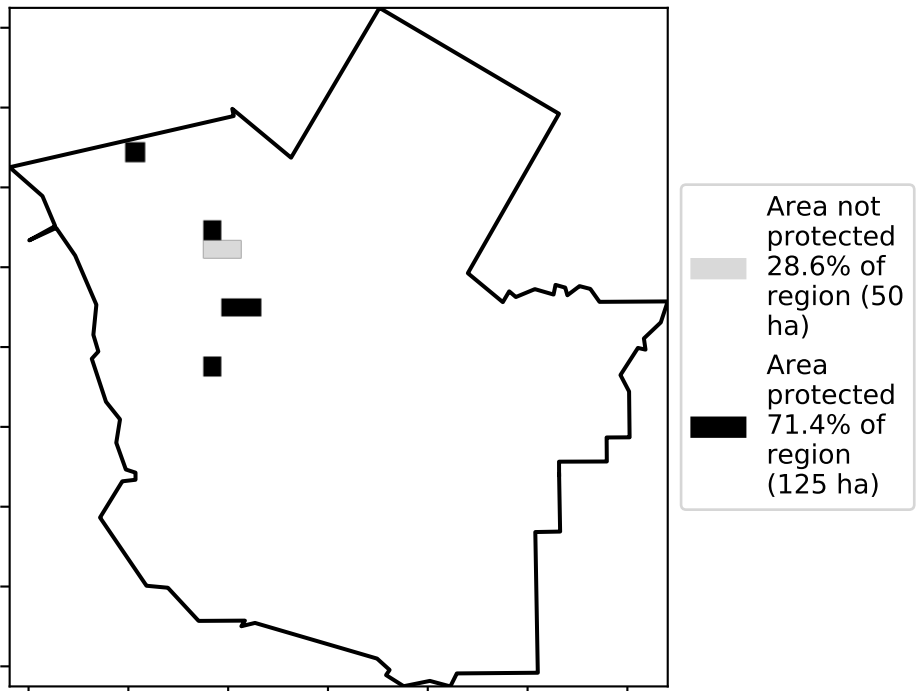 Area not
protected
28.6% of
region (50
ha)
Area
protected
71.4% of
region
(125 ha)